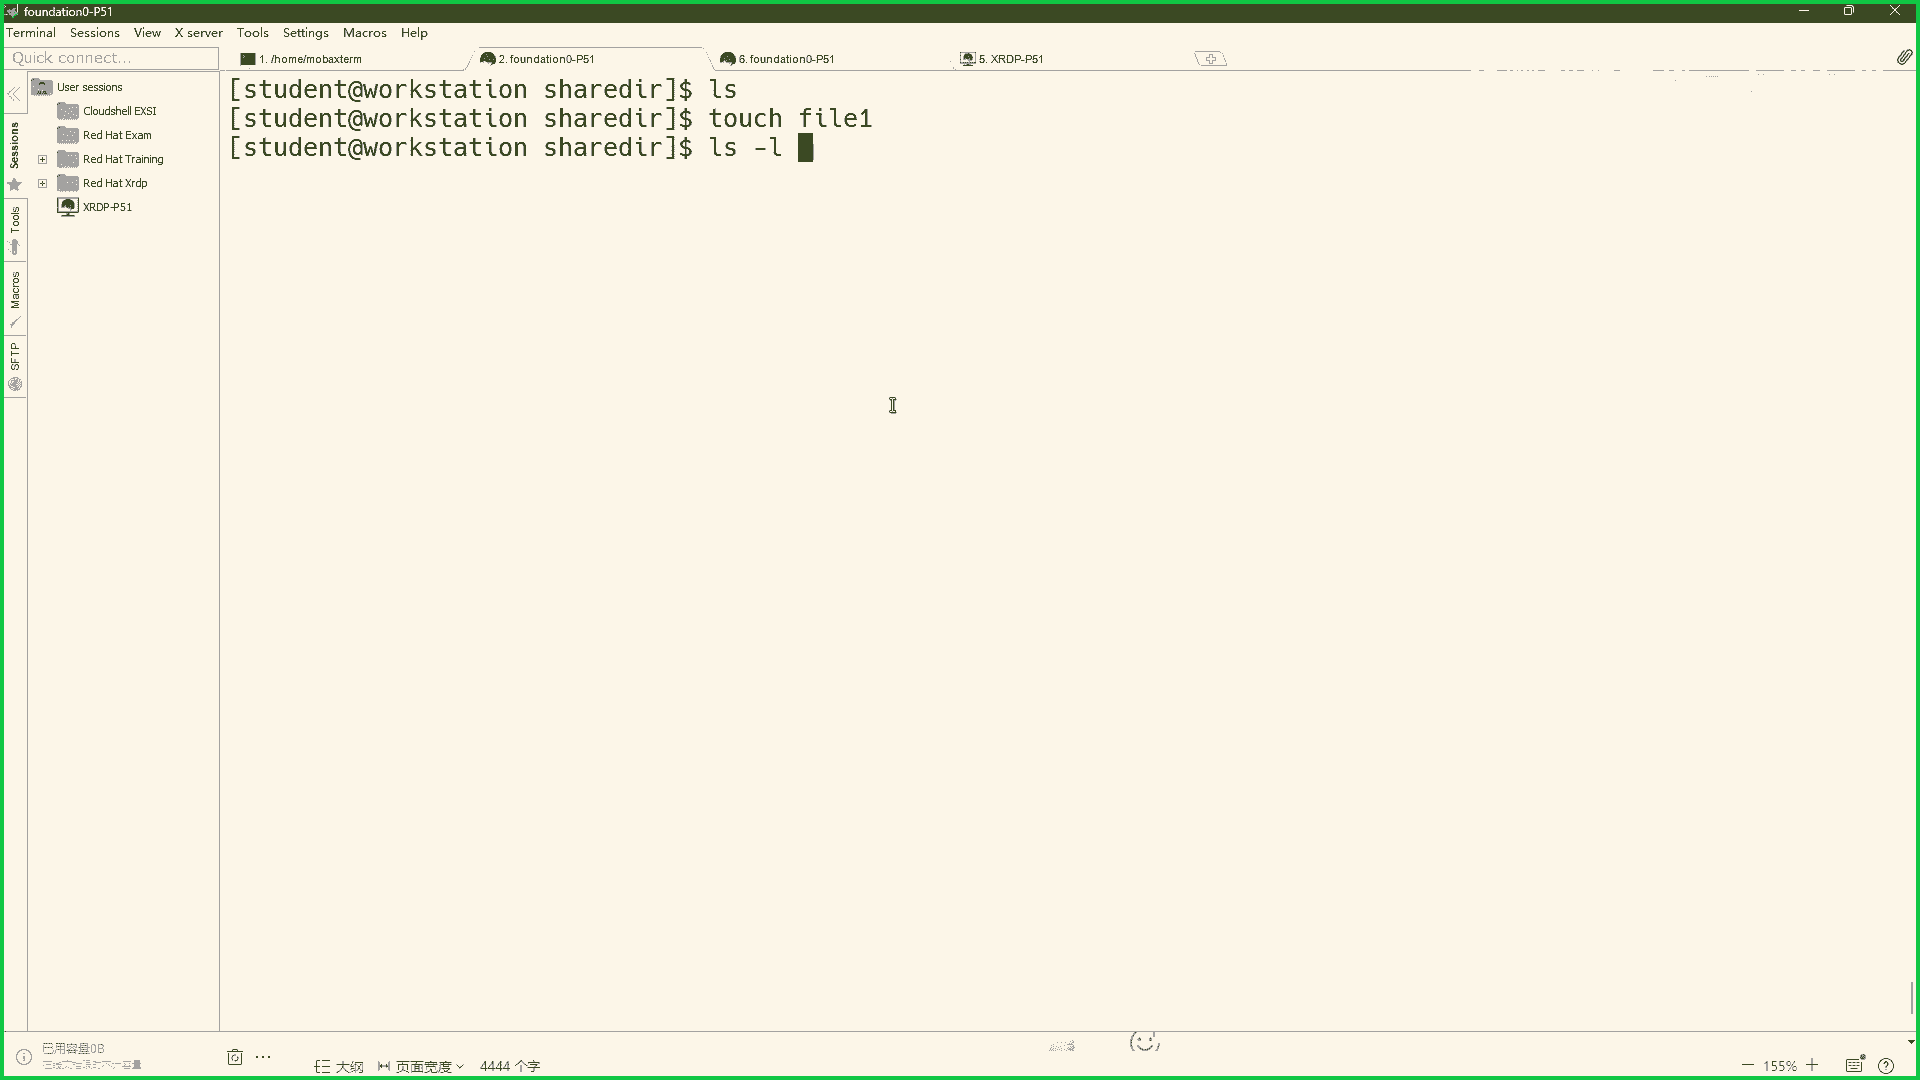 foundation0-P51
Terminal Sessions View X server Tools Settings Macros Help
Quick connect...
1. /home/mobaxterm
2. foundation0-P51
6. foundation0-P51
5. XRDP-P51
User sessions
Cloudshell EXSI
Red Hat Exam
Red Hat Training
Red Hat Xrdp
XRDP-P51
Sessions
Tools
Macros
SFTP
[student@workstation sharedir]$ ls
[student@workstation sharedir]$ touch file1
[student@workstation sharedir]$ ls -l
已用容量0B
大纲 页面宽度 4444 个字
155%